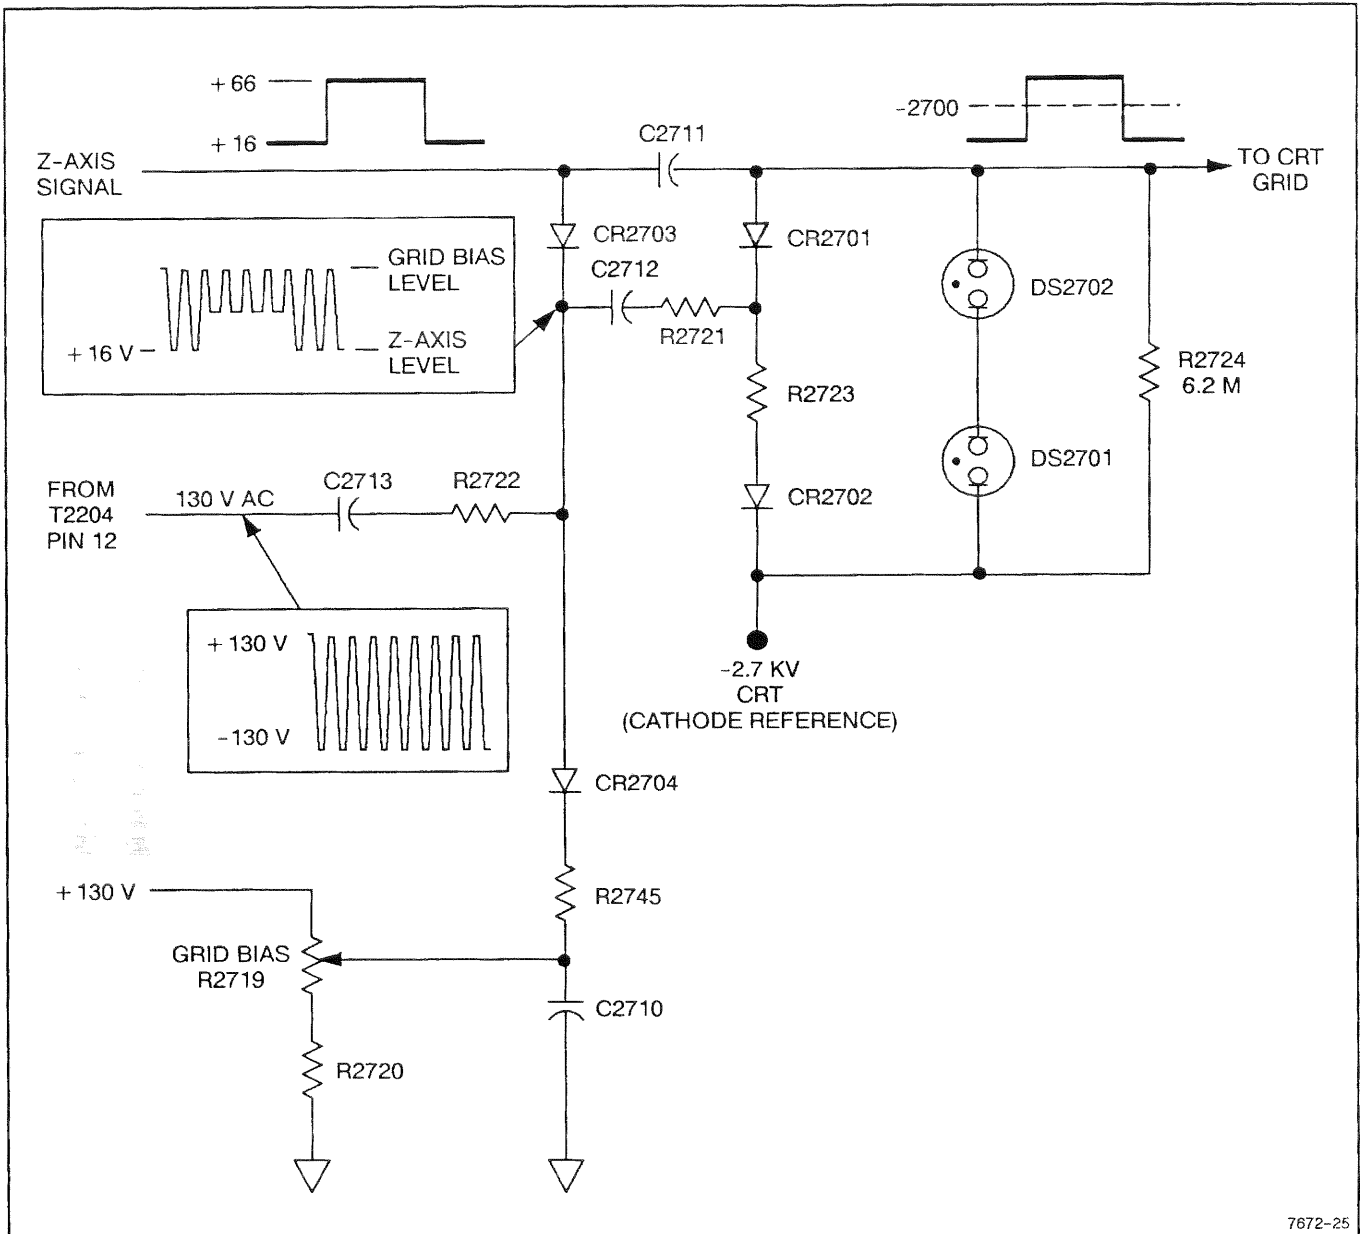 + 66
-2700
C2711
+ 16
Z-AXIS
SIGNAL
TO CRT
GRID
CR2703
CR2701
C2712
GRID BIAS
LEVEL
DS2702
R2721
+ 16 V
Z-AXIS
LEVEL
R2724
6.2 M
R2723
FROM
T2204
PIN 12
130 V AC
C2713
R2722
CR2702
DS2701
+ 130 V
-130 V
-2.7 KV
CRT
(CATHODE REFERENCE)
CR2704
+ 130 V
R2745
GRID BIAS
R2719
C2710
R2720
7672-25